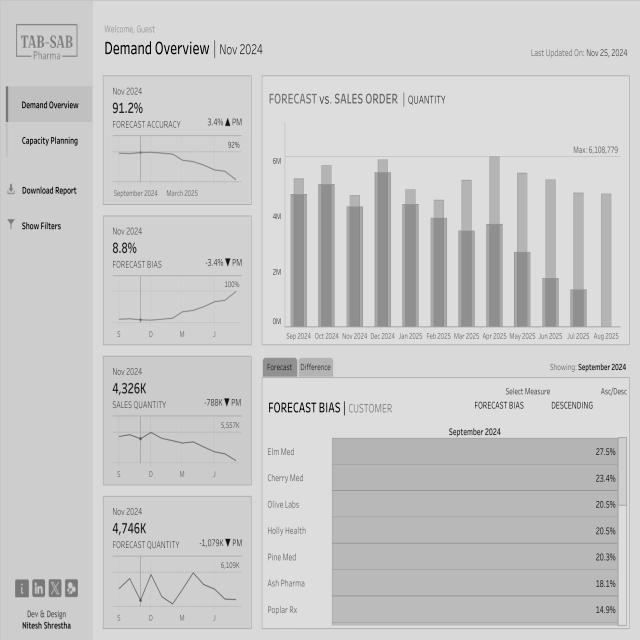 TAB-SAB
Pharma
Demand Overview
Capacity Planning
Download Report
Show Filters
Dev & Design
Nitesh Shrestha
Welcome, Guest
Demand Overview | Nov 2024
Last Updated On: Nov 25, 2024
Nov 2024
91.2%
FORECAST ACCURACY 3.4% ▲ PM
92%
September 2024 March 2025
Nov 2024
8.8%
FORECAST BIAS -3.4% ▼ PM
100%
S D M J
Nov 2024
4,326K
SALES QUANTITY -788K ▼ PM
5,557K
S D M J
Nov 2024
4,746K
FORECAST QUANTITY -1,079K ▼ PM
6,109K
S D M J
FORECAST vs. SALES ORDER | QUANTITY
Max: 6,108,779
6M
4M
2M
0M
Sep 2024 Oct 2024 Nov 2024 Dec 2024 Jan 2025 Feb 2025 Mar 2025 Apr 2025 May 2025 Jun 2025 Jul 2025 Aug 2025
Forecast Difference
Showing: September 2024
Select Measure Asc/Desc
FORECAST BIAS | CUSTOMER FORECAST BIAS DESCENDING
September 2024
Elm Med 27.5%
Cherry Med 23.4%
Olive Labs 20.5%
Holly Health 20.5%
Pine Med 20.3%
Ash Pharma 18.1%
Poplar Rx 14.9%